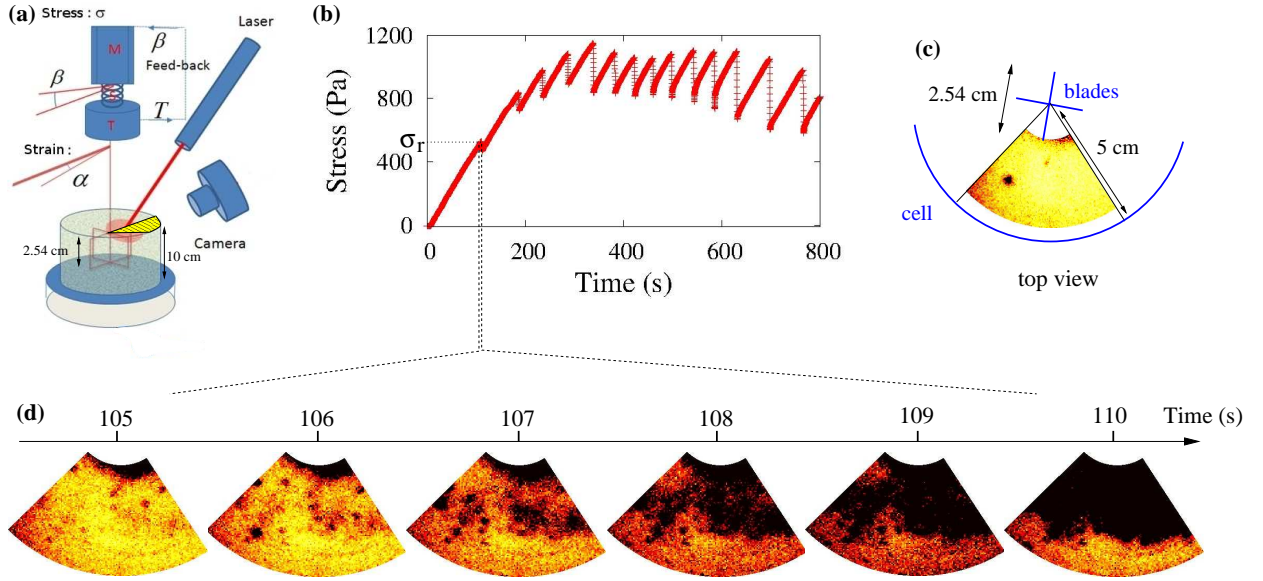 (a)
Stress : σ
Laser
M
β
Feed-back
β
T
T
Strain :
α
Camera
2.54 cm
10 cm
(b)
Stress (Pa)
1200
800
σr
400
0
0
200
400
600
800
Time (s)
(c)
2.54 cm
blades
5 cm
cell
top view
(d)
105
106
107
108
109
110
Time (s)